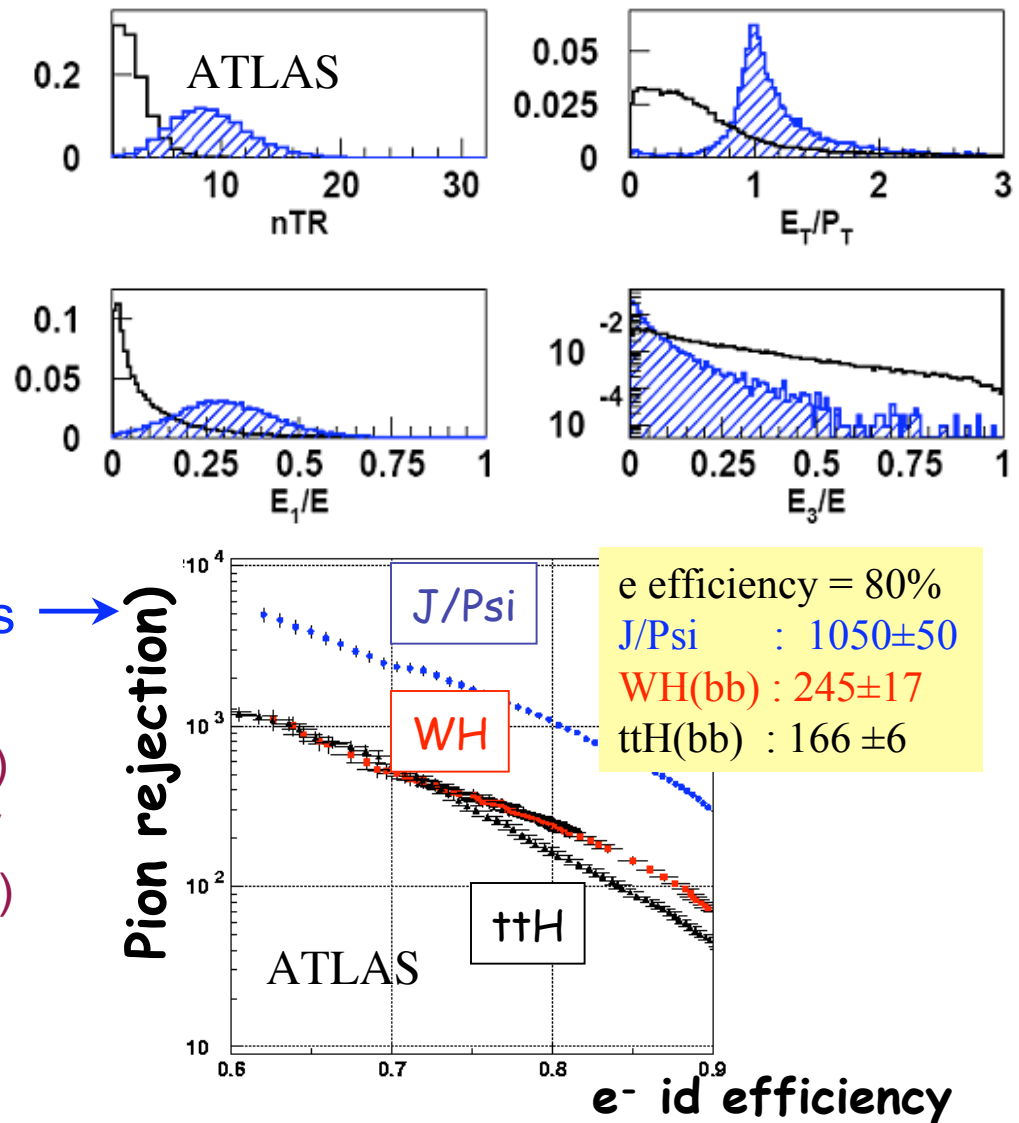 0.2
0
ATLAS
10 20 30
nTR
0.05
0.025
0
0 1 2 3
E_T/P_T
0.1
0.05
0
0 0.25 0.5 0.75 1
E_1/E
10^-2
10^-4
0 0.25 0.5 0.75 1
E_3/E
s
)
)
Pion rejection)
10^4
10^3
10^2
10
J/Psi
WH
ttH
ATLAS
e efficiency = 80%
J/Psi : 1050±50
WH(bb) : 245±17
ttH(bb) : 166 ±6
0.6 0.7 0.8 0.9
e⁻ id efficiency